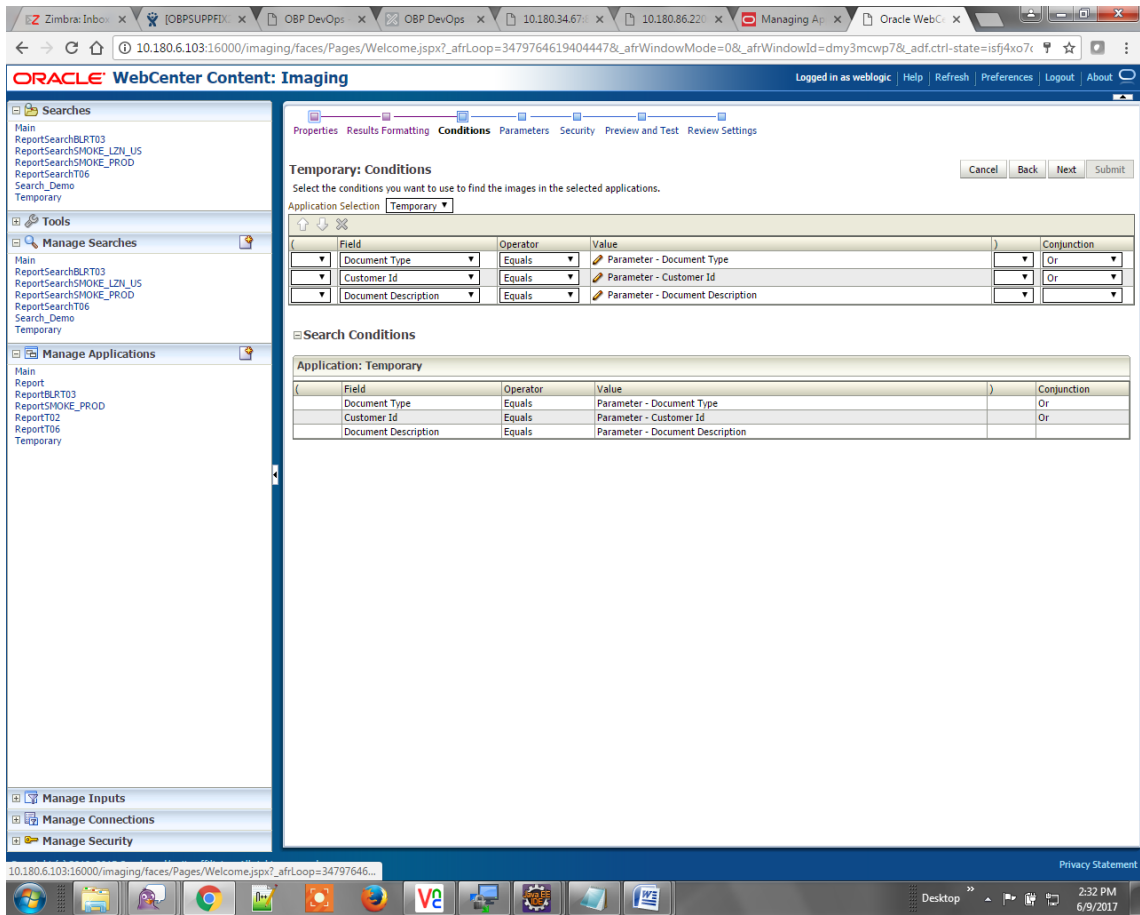 Zimbra: Inbox [OBPSUPPFIX OBP DevOps OBP DevOps 10.180.34.67: 10.180.86.220 Managing Ap Oracle WebCe
10.180.6.103:16000/imaging/faces/Pages/Welcome.jspx?_afrLoop=34797646194044447&_afrWindowMode=0&_afrWindowId=dmy3mcwp7&_adf.ctrl-state=isfj4xo7c
ORACLE WebCenter Content: Imaging
Logged in as weblogic Help Refresh Preferences Logout About
Searches
Main
ReportSearchBLRT03
ReportSearchSMOKE_LZN_US
ReportSearchSMOKE_PROD
ReportSearchT06
Search_Demo
Temporary
Tools
Manage Searches
Main
ReportSearchBLRT03
ReportSearchSMOKE_LZN_US
ReportSearchSMOKE_PROD
ReportSearchT06
Search_Demo
Temporary
Manage Applications
Main
Report
ReportBLRT03
ReportSMOKE_PROD
ReportT02
ReportT06
Temporary
Manage Inputs
Manage Connections
Manage Security
Properties Results Formatting Conditions Parameters Security Preview and Test Review Settings
Temporary: Conditions
Cancel Back Next Submit
Select the conditions you want to use to find the images in the selected applications.
Application Selection Temporary
( Field Operator Value ) Conjunction
Document Type Equals Parameter - Document Type Or
Customer Id Equals Parameter - Customer Id Or
Document Description Equals Parameter - Document Description
Search Conditions
Application: Temporary
( Field Operator Value ) Conjunction
Document Type Equals Parameter - Document Type Or
Customer Id Equals Parameter - Customer Id Or
Document Description Equals Parameter - Document Description
Privacy Statement
10.180.6.103:16000/imaging/faces/Pages/Welcome.jspx?_afrLoop=34797646...
Desktop
2:32 PM
6/9/2017